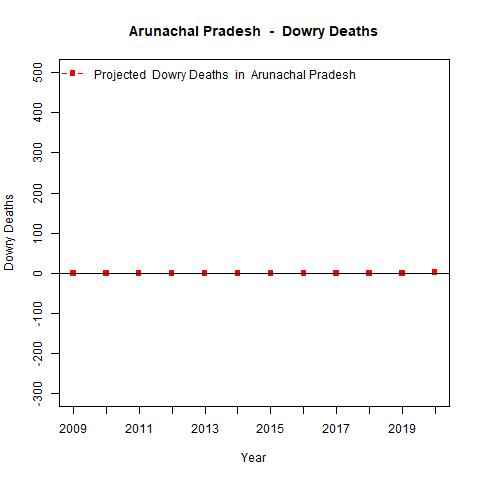 Arunachal Pradesh - Dowry Deaths
Projected Dowry Deaths in Arunachal Pradesh
Dowry Deaths
500
400
300
200
100
0
-100
-200
-300
2009 2011 2013 2015 2017 2019
Year